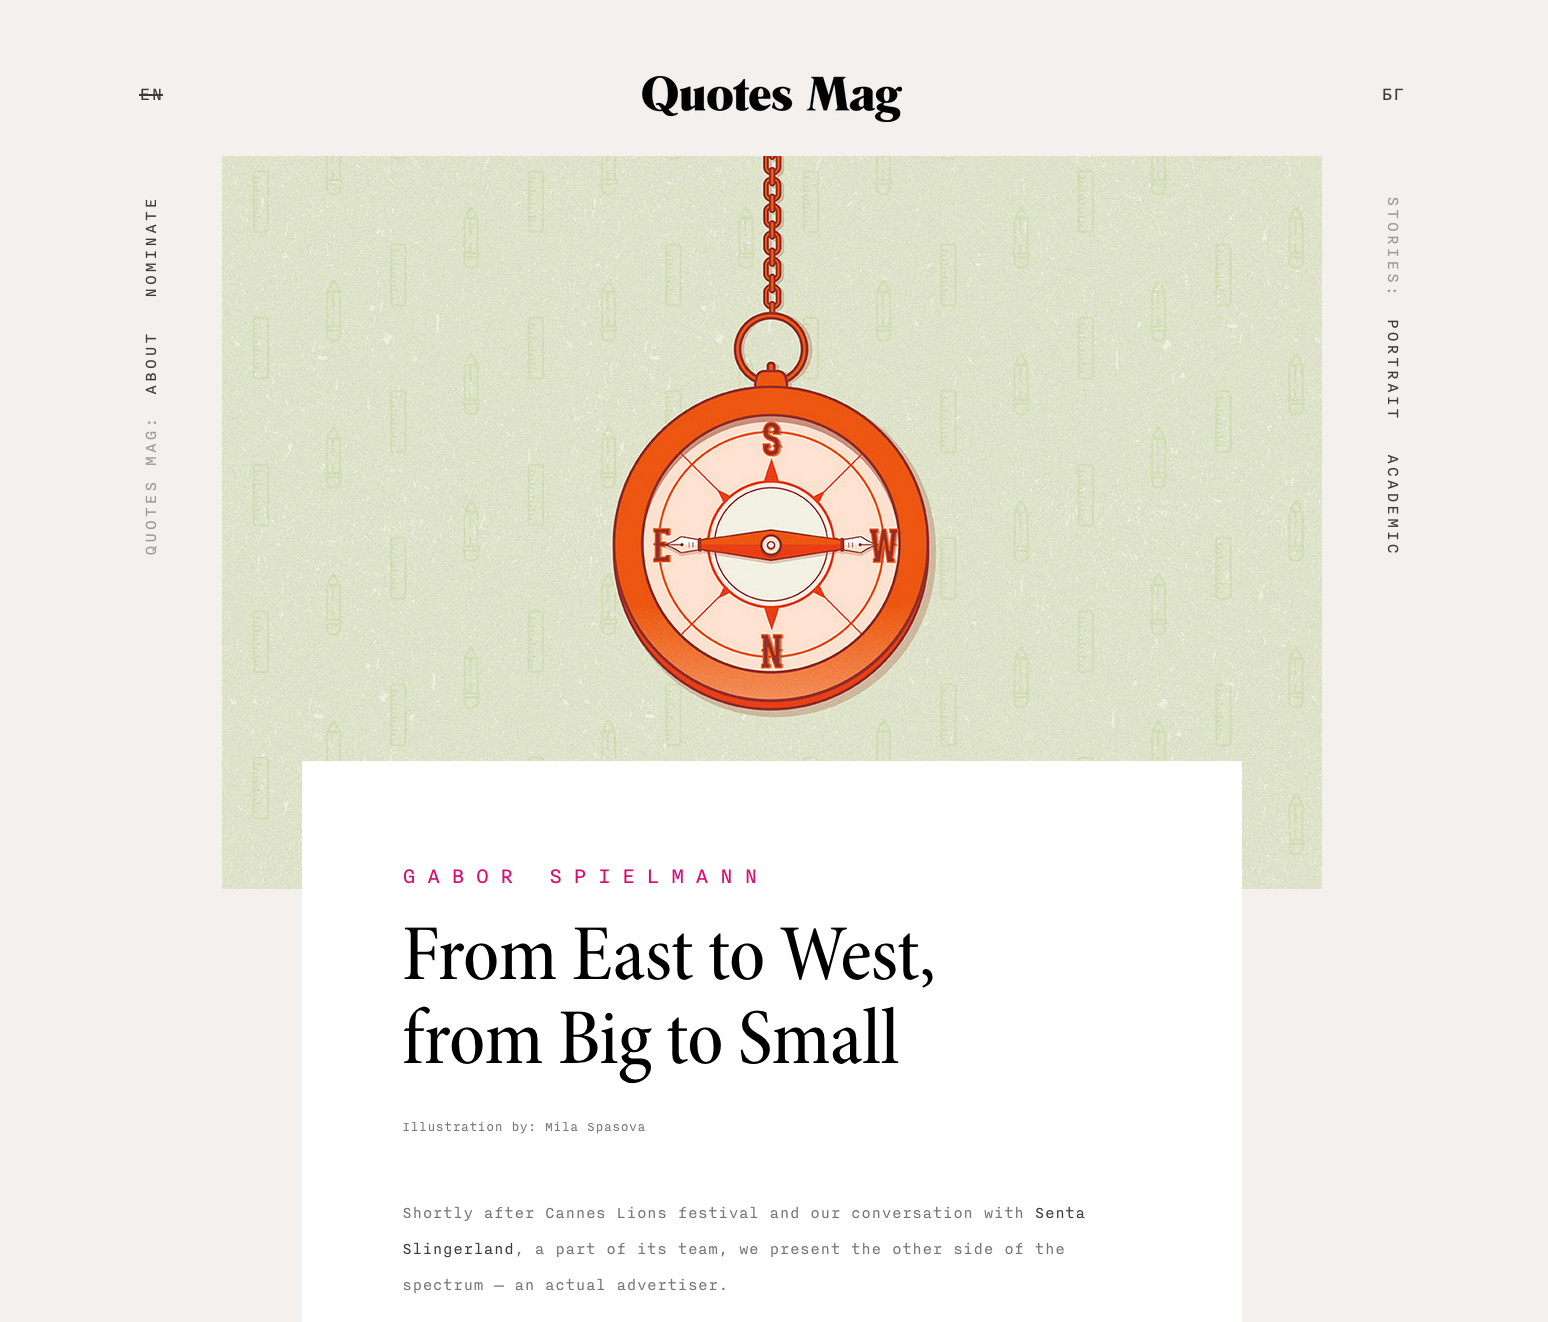 EN
Quotes Mag
БГ
QUOTES MAG: ABOUT NOMINATE
STORIES: PORTRAIT ACADEMIC
S
E
W
N
GABOR SPIELMANN
From East to West,
from Big to Small
Illustration by: Mila Spasova
Shortly after Cannes Lions festival and our conversation with Senta
Slingerland, a part of its team, we present the other side of the
spectrum — an actual advertiser.